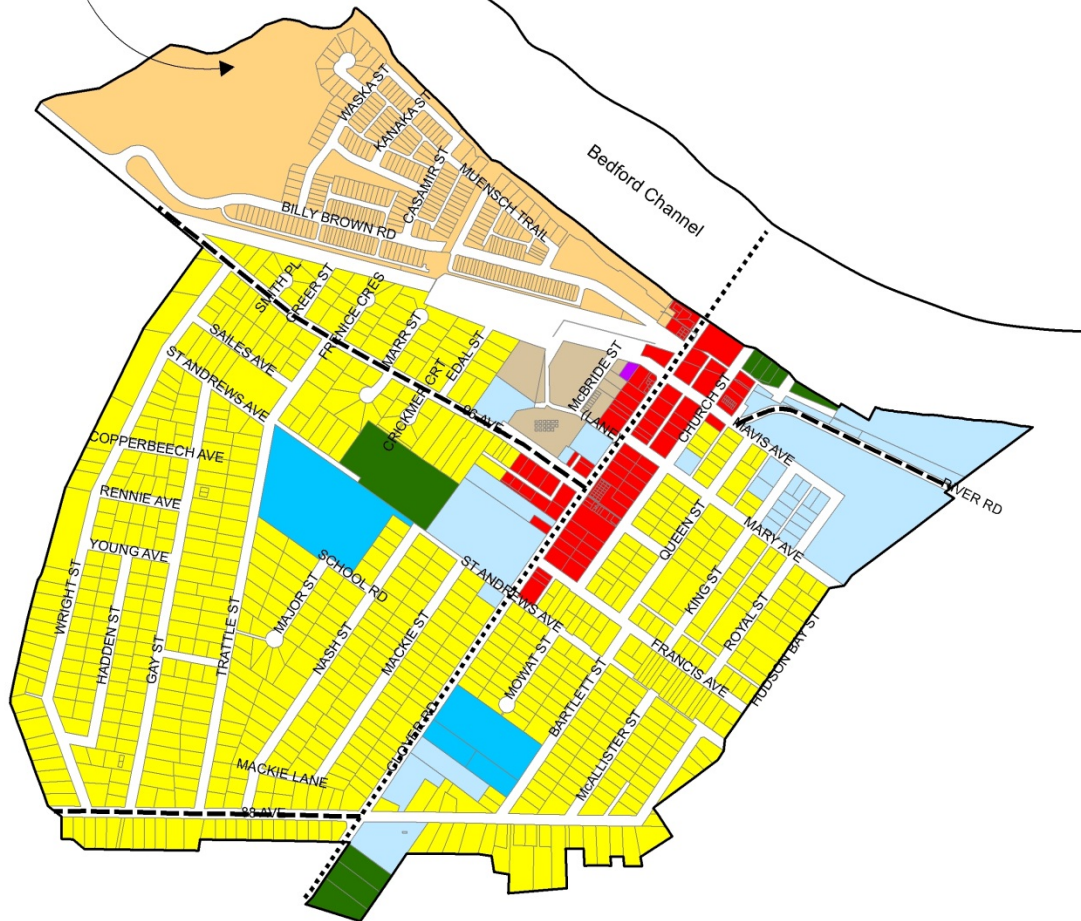 WASKA ST
KANAKA ST
CASAMIR ST
MUENSCH TRAIL
BILLY BROWN RD
Bedford Channel
SMITH PL
GREER ST
FRENICE CRES
MARR ST
EDAL ST
CRICKMER CRT
SAILES AVE
ST ANDREWS AVE
96 AVE
McBRIDE ST
(LANE)
CHURCH ST
MAVIS AVE
RIVER RD
COPPERBEECH AVE
RENNIE AVE
YOUNG AVE
WRIGHT ST
HADDEN ST
GAY ST
TRATTLE ST
SCHOOL RD
MAJOR ST
NASH ST
MACKIE ST
ST ANDREWS AVE
QUEEN ST
MARY AVE
KING ST
ROYAL ST
HUDSON BAY ST
FRANCIS AVE
MOWAT ST
BARTLETT ST
McALLISTER ST
GLOVER RD
MACKIE LANE
88 AVE